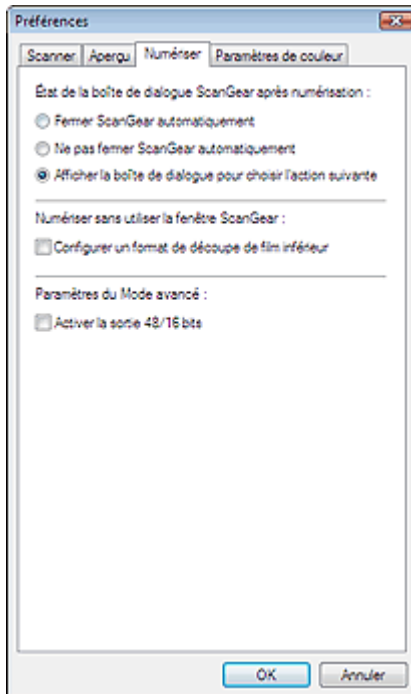 Préférences
Scanner Aperçu Numériser Paramètres de couleur
État de la boîte de dialogue ScanGear après numérisation :
Fermer ScanGear automatiquement
Ne pas fermer ScanGear automatiquement
Afficher la boîte de dialogue pour choisir l'action suivante
Numériser sans utiliser la fenêtre ScanGear :
Configurer un format de découpe de film inférieur
Paramètres du Mode avancé :
Activer la sortie 48/16 bits
OK Annuler